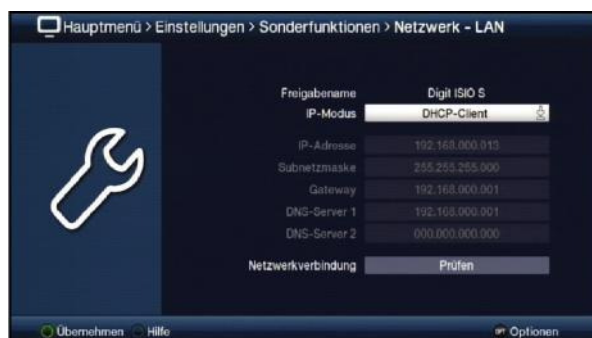 Hauptmenü > Einstellungen > Sonderfunktionen > Netzwerk - LAN
Freigabename Digit ISIO S
IP-Modus DHCP-Client
IP-Adresse 192.168.000.013
Subnetzmaske 255.255.255.000
Gateway 192.168.000.001
DNS-Server 1 192.168.000.001
DNS-Server 2 000.000.000.000
Netzwerkverbindung Prüfen
Übernehmen Hilfe OPT Optionen